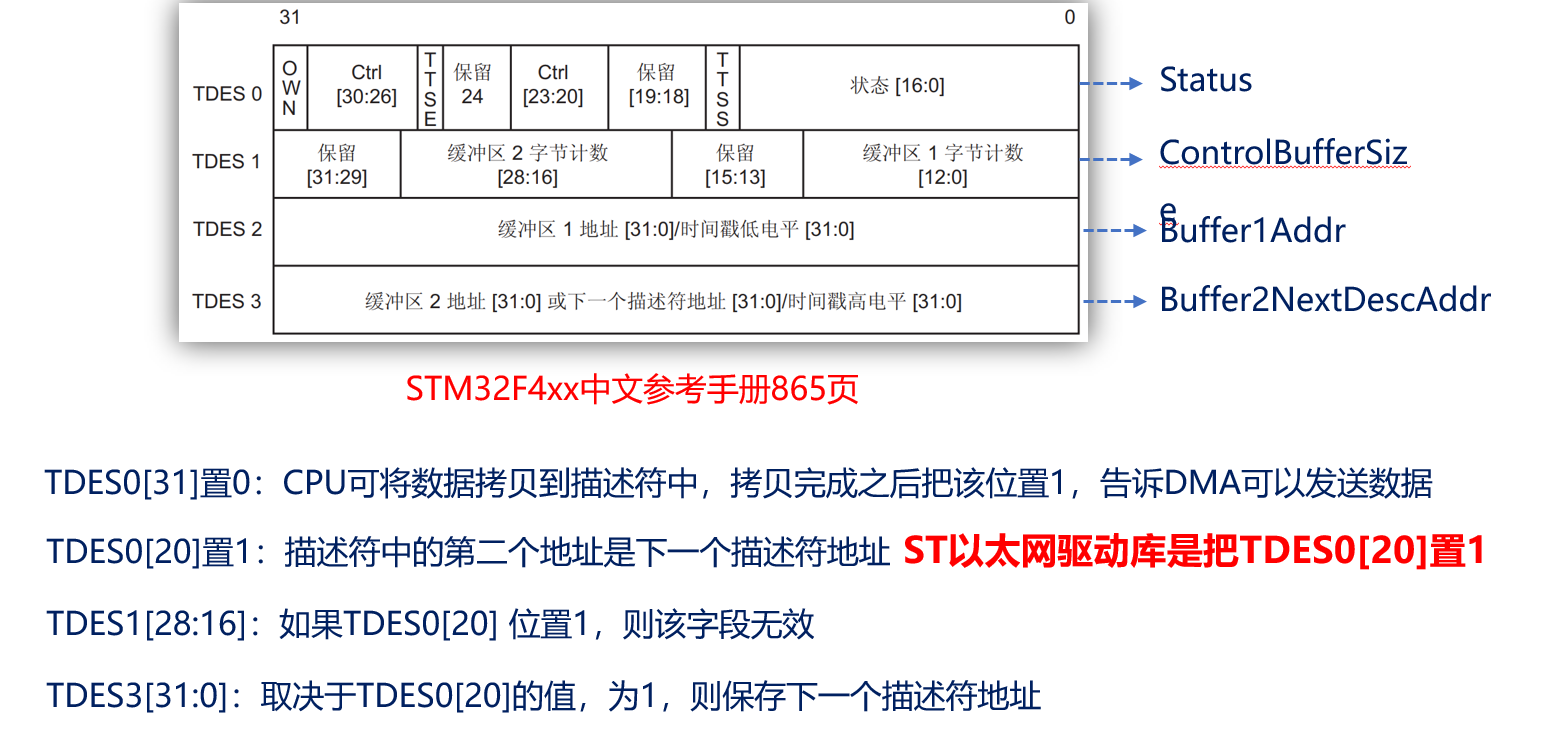 31
0
TDES 0
OWN
Ctrl
[30:26]
TTSE
保留
24
Ctrl
[23:20]
保留
[19:18]
TTSS
状态 [16:0]
Status
TDES 1
保留
[31:29]
缓冲区 2 字节计数
[28:16]
保留
[15:13]
缓冲区 1 字节计数
[12:0]
ControlBufferSiz
e
TDES 2
缓冲区 1 地址 [31:0]/时间戳低电平 [31:0]
Buffer1Addr
TDES 3
缓冲区 2 地址 [31:0] 或下一个描述符地址 [31:0]/时间戳高电平 [31:0]
Buffer2NextDescAddr
STM32F4xx中文参考手册865页
TDES0[31]置0：CPU可将数据拷贝到描述符中，拷贝完成之后把该位置1，告诉DMA可以发送数据
TDES0[20]置1：描述符中的第二个地址是下一个描述符地址 ST以太网驱动库是把TDES0[20]置1
TDES1[28:16]：如果TDES0[20] 位置1，则该字段无效
TDES3[31:0]：取决于TDES0[20]的值，为1，则保存下一个描述符地址